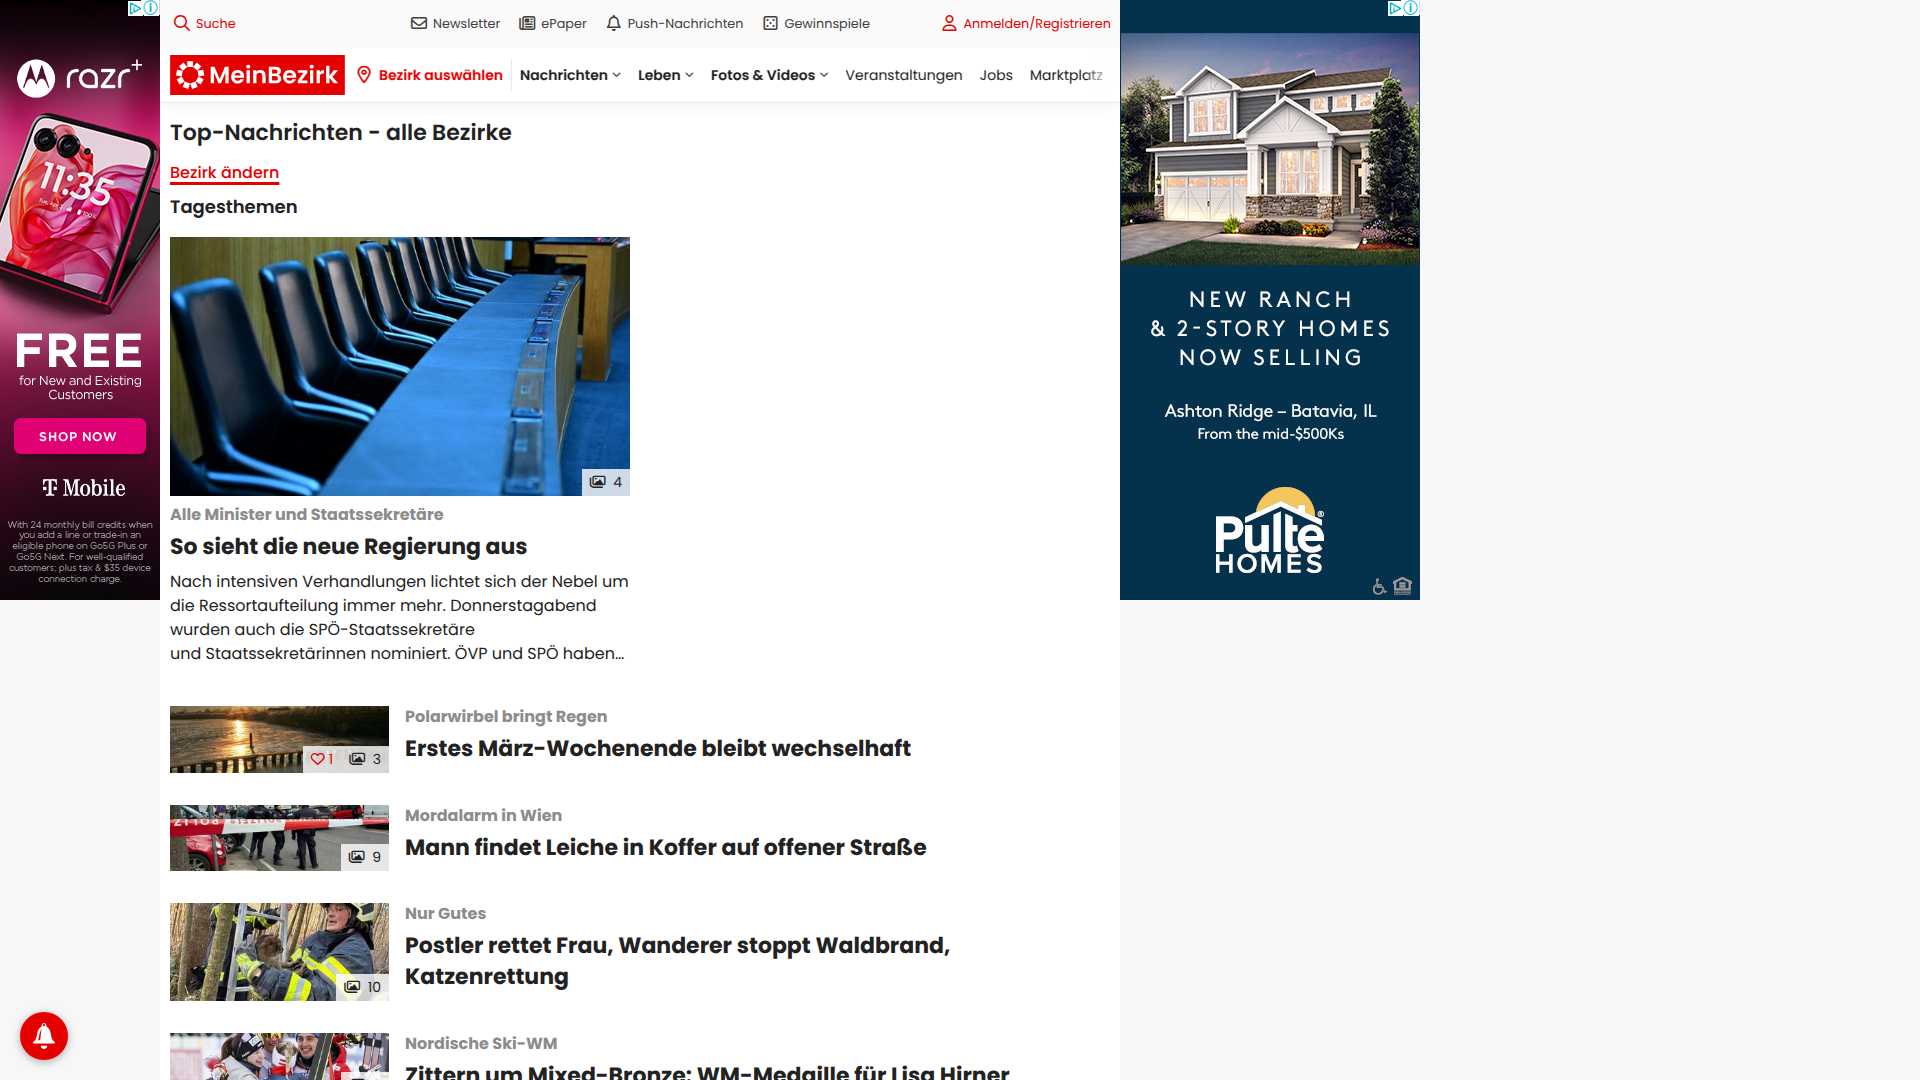 Suche
Newsletter
ePaper
Push-Nachrichten
Gewinnspiele
Anmelden/Registrieren
MeinBezirk
Bezirk auswählen
Nachrichten
Leben
Fotos & Videos
Veranstaltungen
Jobs
Marktplatz
Top-Nachrichten - alle Bezirke
Bezirk ändern
Tagesthemen
4
Alle Minister und Staatssekretäre
So sieht die neue Regierung aus
Nach intensiven Verhandlungen lichtet sich der Nebel um
die Ressortaufteilung immer mehr. Donnerstagabend
wurden auch die SPÖ-Staatssekretäre
und Staatssekretärinnen nominiert. ÖVP und SPÖ haben...
Polarwirbel bringt Regen
Erstes März-Wochenende bleibt wechselhaft
1 3
Mordalarm in Wien
Mann findet Leiche in Koffer auf offener Straße
9
Nur Gutes
Postler rettet Frau, Wanderer stoppt Waldbrand,
Katzenrettung
10
Nordische Ski-WM
Zittern um Mixed-Bronze: WM-Medaille für Lisa Hirner
razr+
11:35
FREE
for New and Existing
Customers
SHOP NOW
T Mobile
With 24 monthly bill credits when
you add a line or trade-in an
eligible phone on Go5G Plus or
Go5G Next. For well-qualified
customers; plus tax & $35 device
connection charge.
NEW RANCH
& 2-STORY HOMES
NOW SELLING
Ashton Ridge – Batavia, IL
From the mid-$500Ks
Pulte®
HOMES